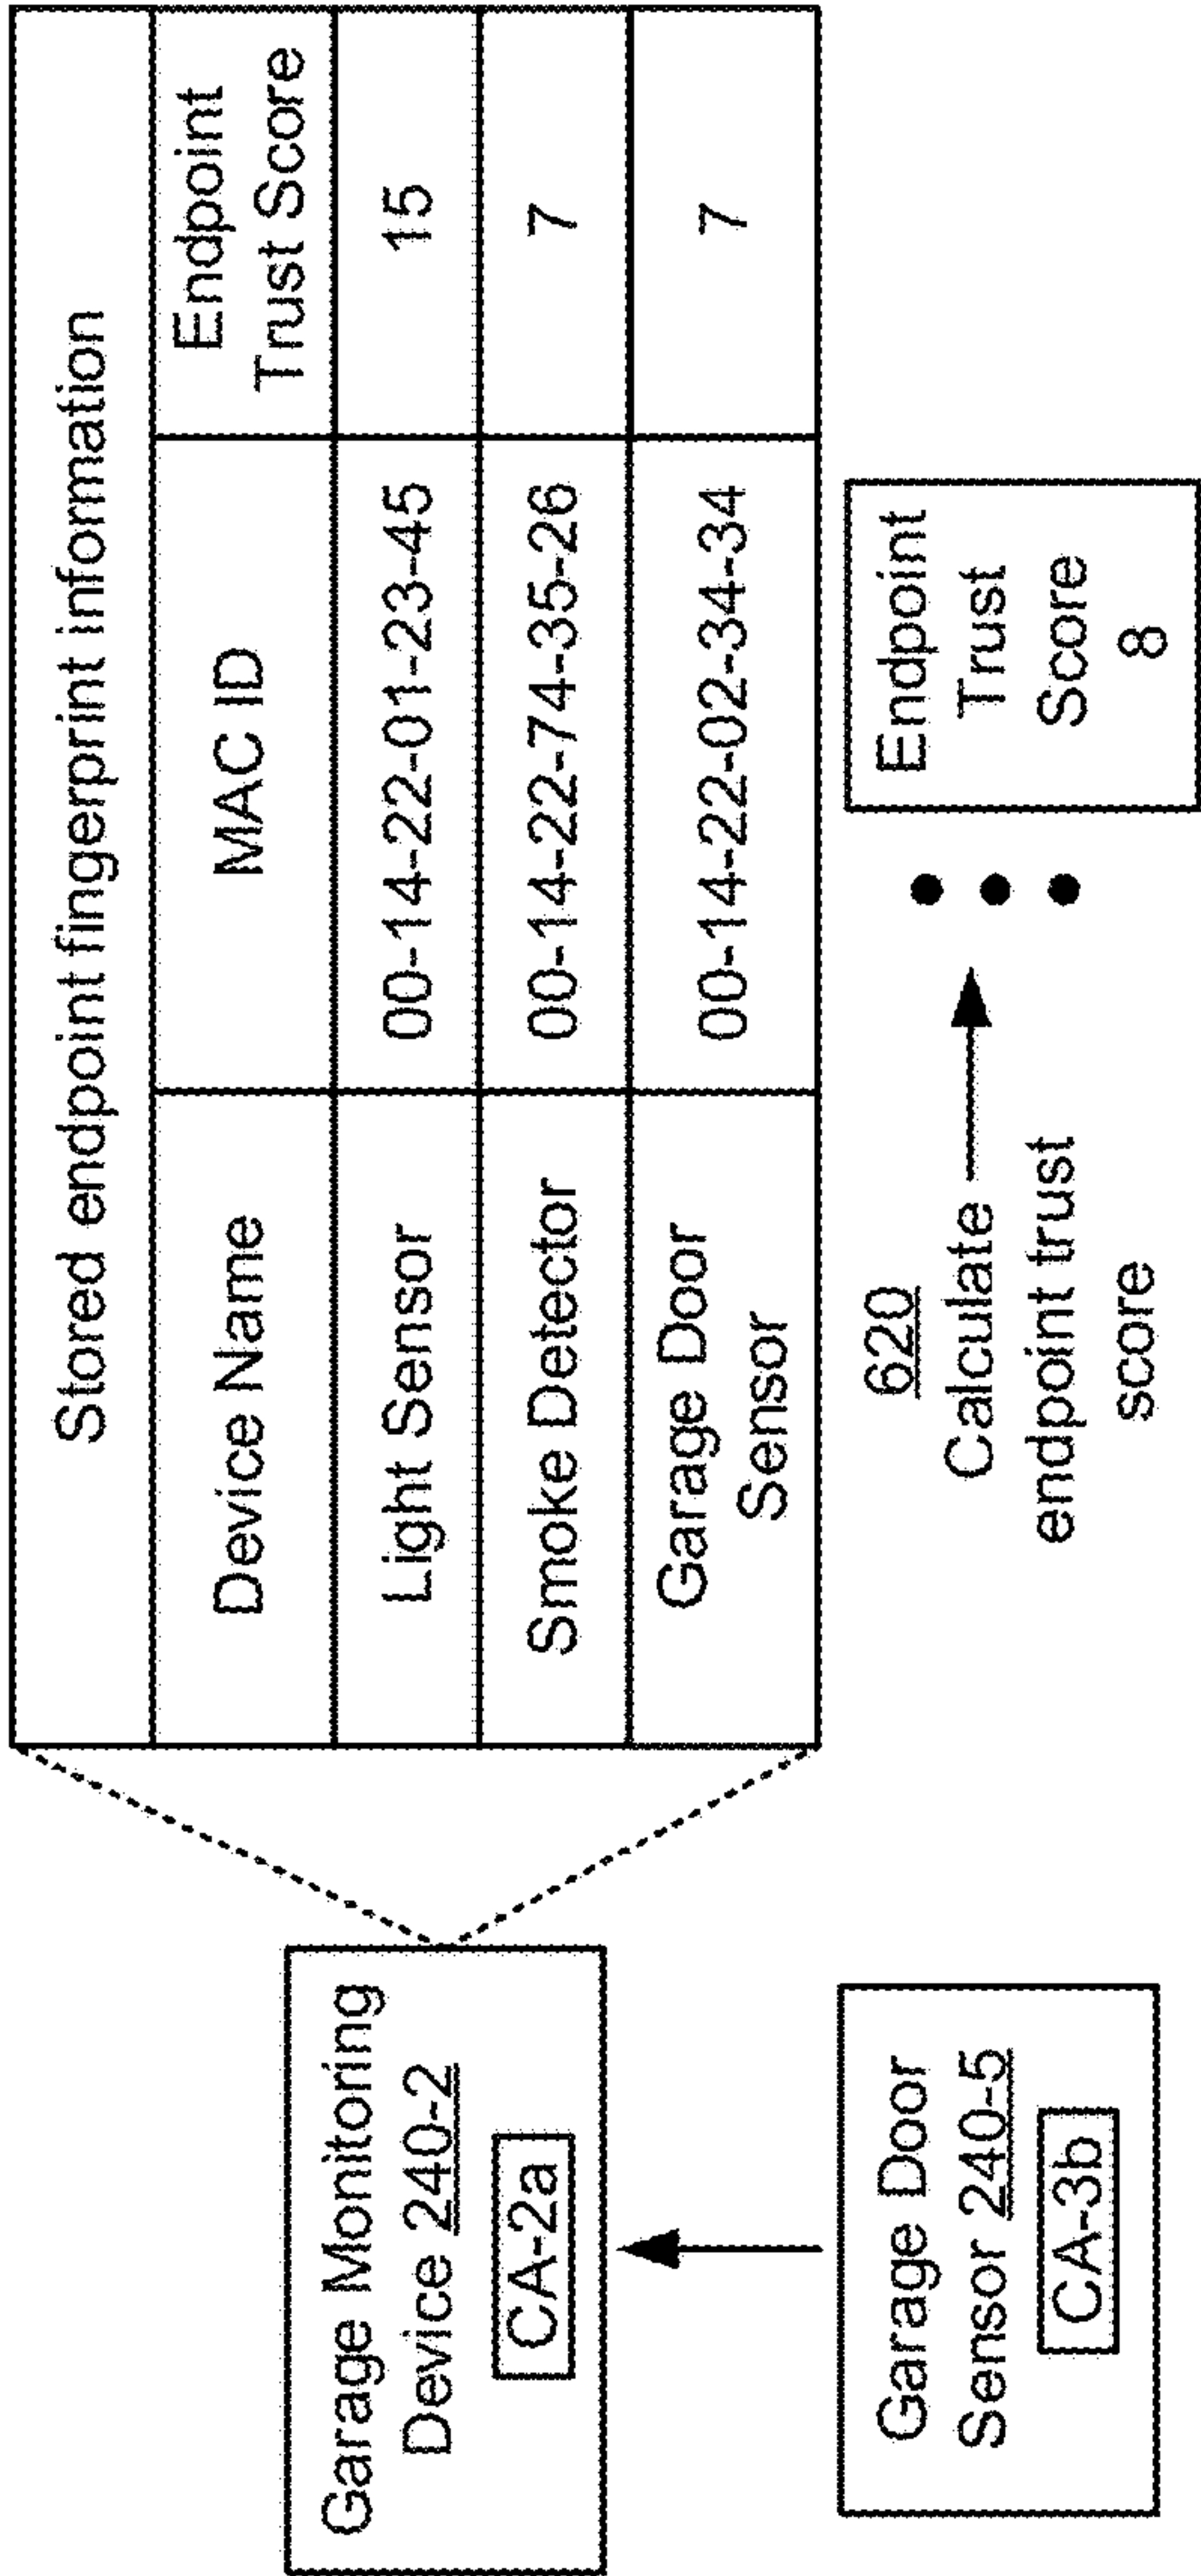 Garage Monitoring
Device 240-2
CA-2a
Garage Door
Sensor 240-5
CA-3b
Stored endpoint fingerprint information
Device Name
MAC ID
Endpoint
Trust Score
Light Sensor
00-14-22-01-23-45
15
Smoke Detector
00-14-22-74-35-26
7
Garage Door
Sensor
00-14-22-02-34-34
7
620
Calculate
endpoint trust
score
Endpoint
Trust
Score
8